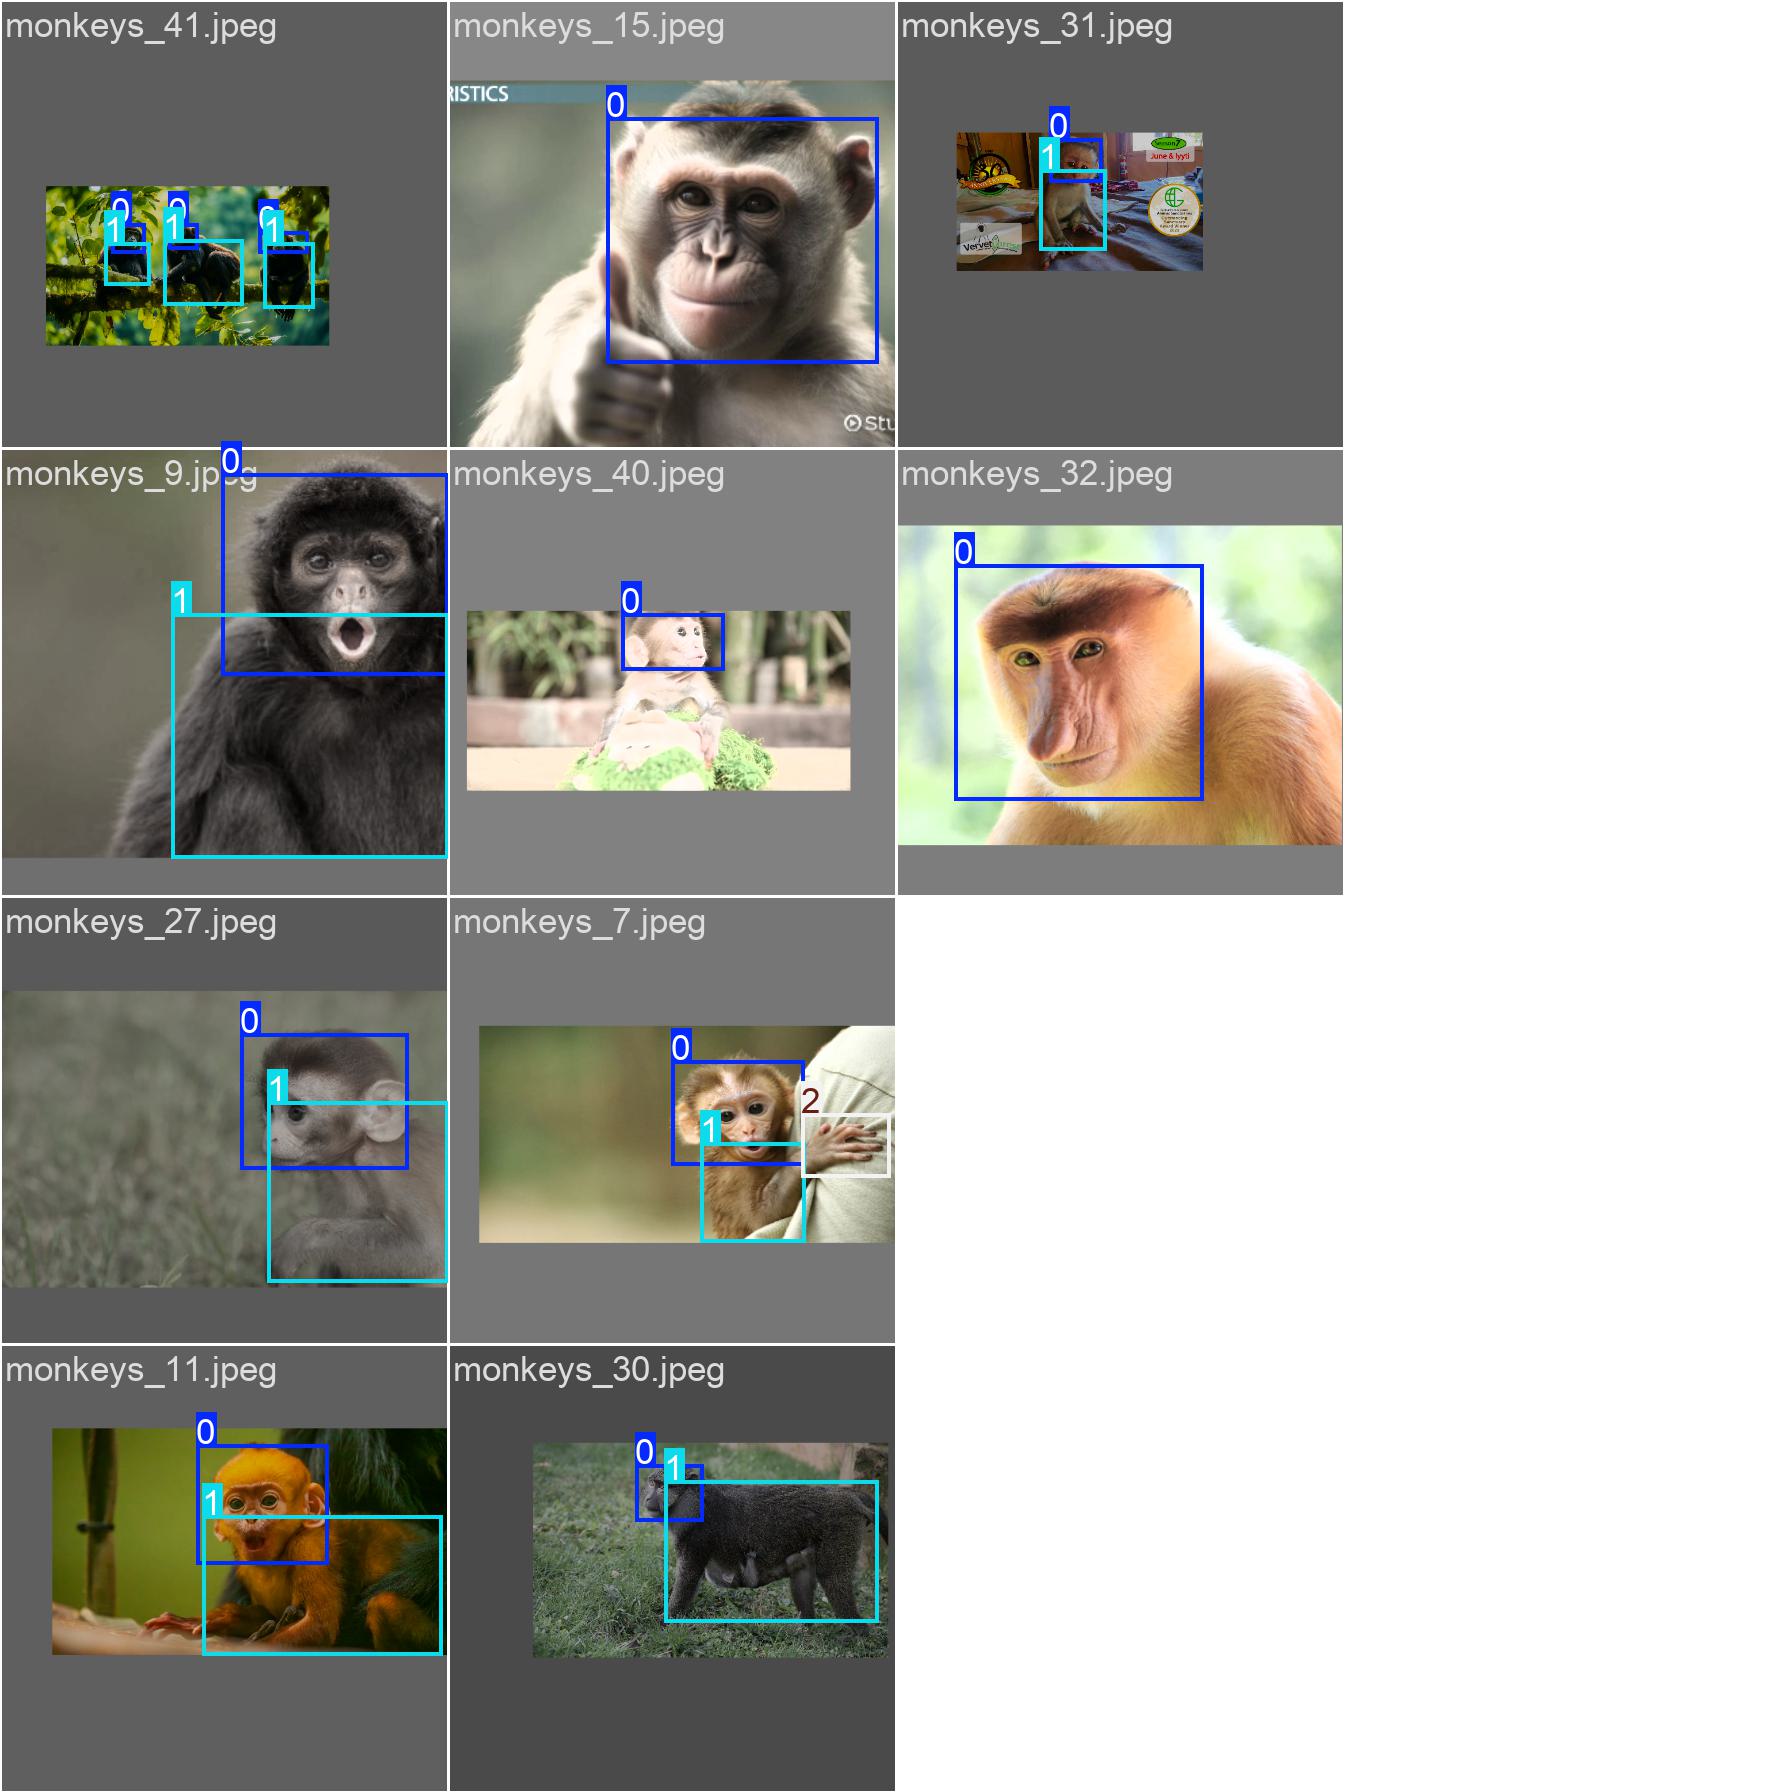 monkeys_41.jpeg
0
1
0
1
0
1
monkeys_15.jpeg
RISTICS
0
Stu
monkeys_31.jpeg
0
1
Season7
June & Iyyti
monkeys_9.jpeg
0
1
monkeys_40.jpeg
0
monkeys_32.jpeg
0
monkeys_27.jpeg
0
1
monkeys_7.jpeg
0
1
2
monkeys_11.jpeg
0
1
monkeys_30.jpeg
0
1